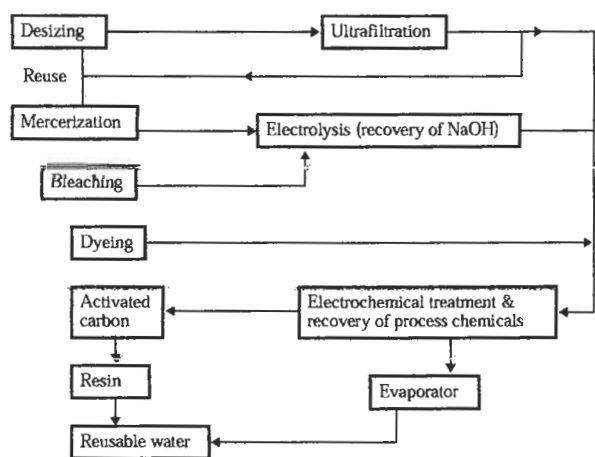 Desizing
Ultrafiltration
Reuse
Mercerization
Electrolysis (recovery of NaOH)
Bleaching
Dyeing
Activated
carbon
Electrochemical treatment &
recovery of process chemicals
Resin
Evaporator
Reusable water